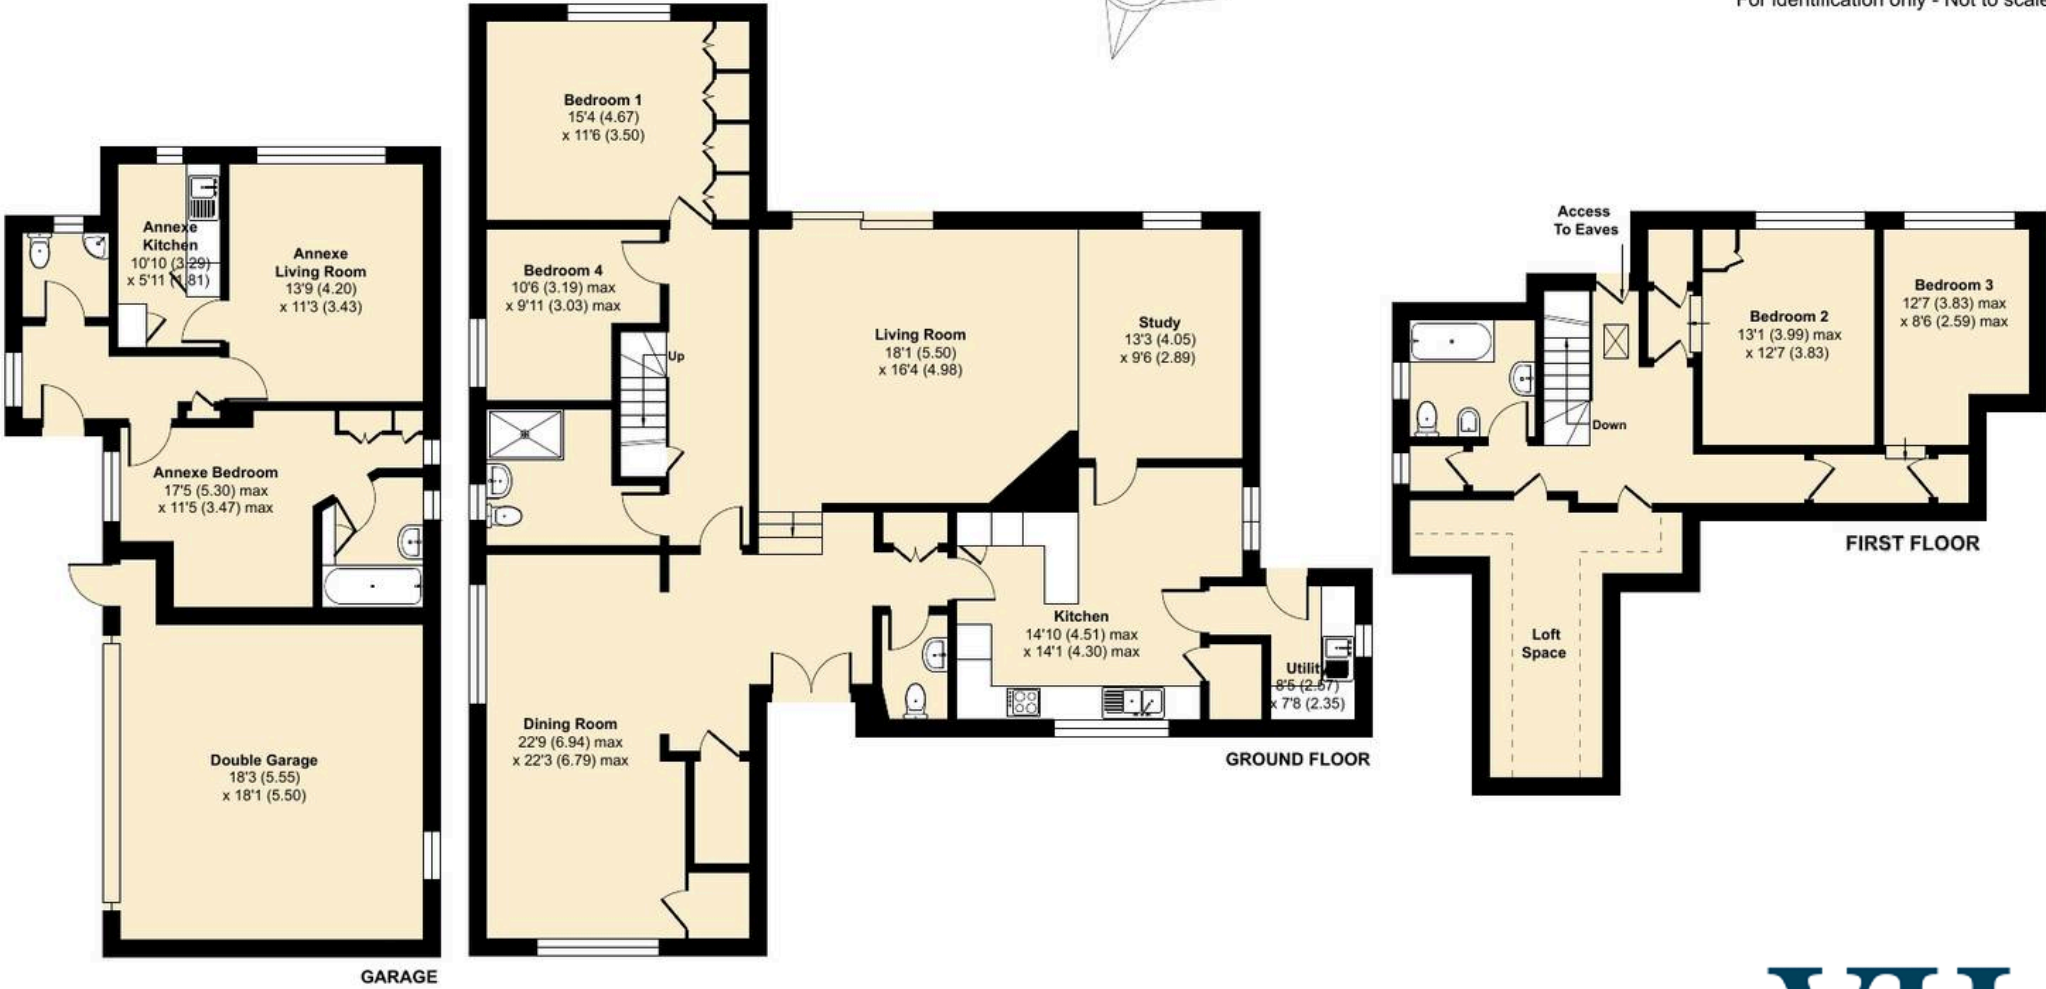 For identification only - Not to scale
Bedroom 1
15'4 (4.67)
x 11'6 (3.50)
Annexe
Kitchen
10'10 (3.29)
x 5'11 (1.81)
Annexe
Living Room
13'9 (4.20)
x 11'3 (3.43)
Bedroom 4
10'6 (3.19) max
x 9'11 (3.03) max
Up
Living Room
18'1 (5.50)
x 16'4 (4.98)
Study
13'3 (4.05)
x 9'6 (2.89)
Access
To Eaves
Bedroom 2
13'1 (3.99) max
x 12'7 (3.83)
Bedroom 3
12'7 (3.83) max
x 8'6 (2.59) max
Down
Annexe Bedroom
17'5 (5.30) max
x 11'5 (3.47) max
FIRST FLOOR
Kitchen
14'10 (4.51) max
x 14'1 (4.30) max
Utility
8'5 (2.57)
x 7'8 (2.35)
Loft
Space
Dining Room
22'9 (6.94) max
x 22'3 (6.79) max
Double Garage
18'3 (5.55)
x 18'1 (5.50)
GROUND FLOOR
GARAGE